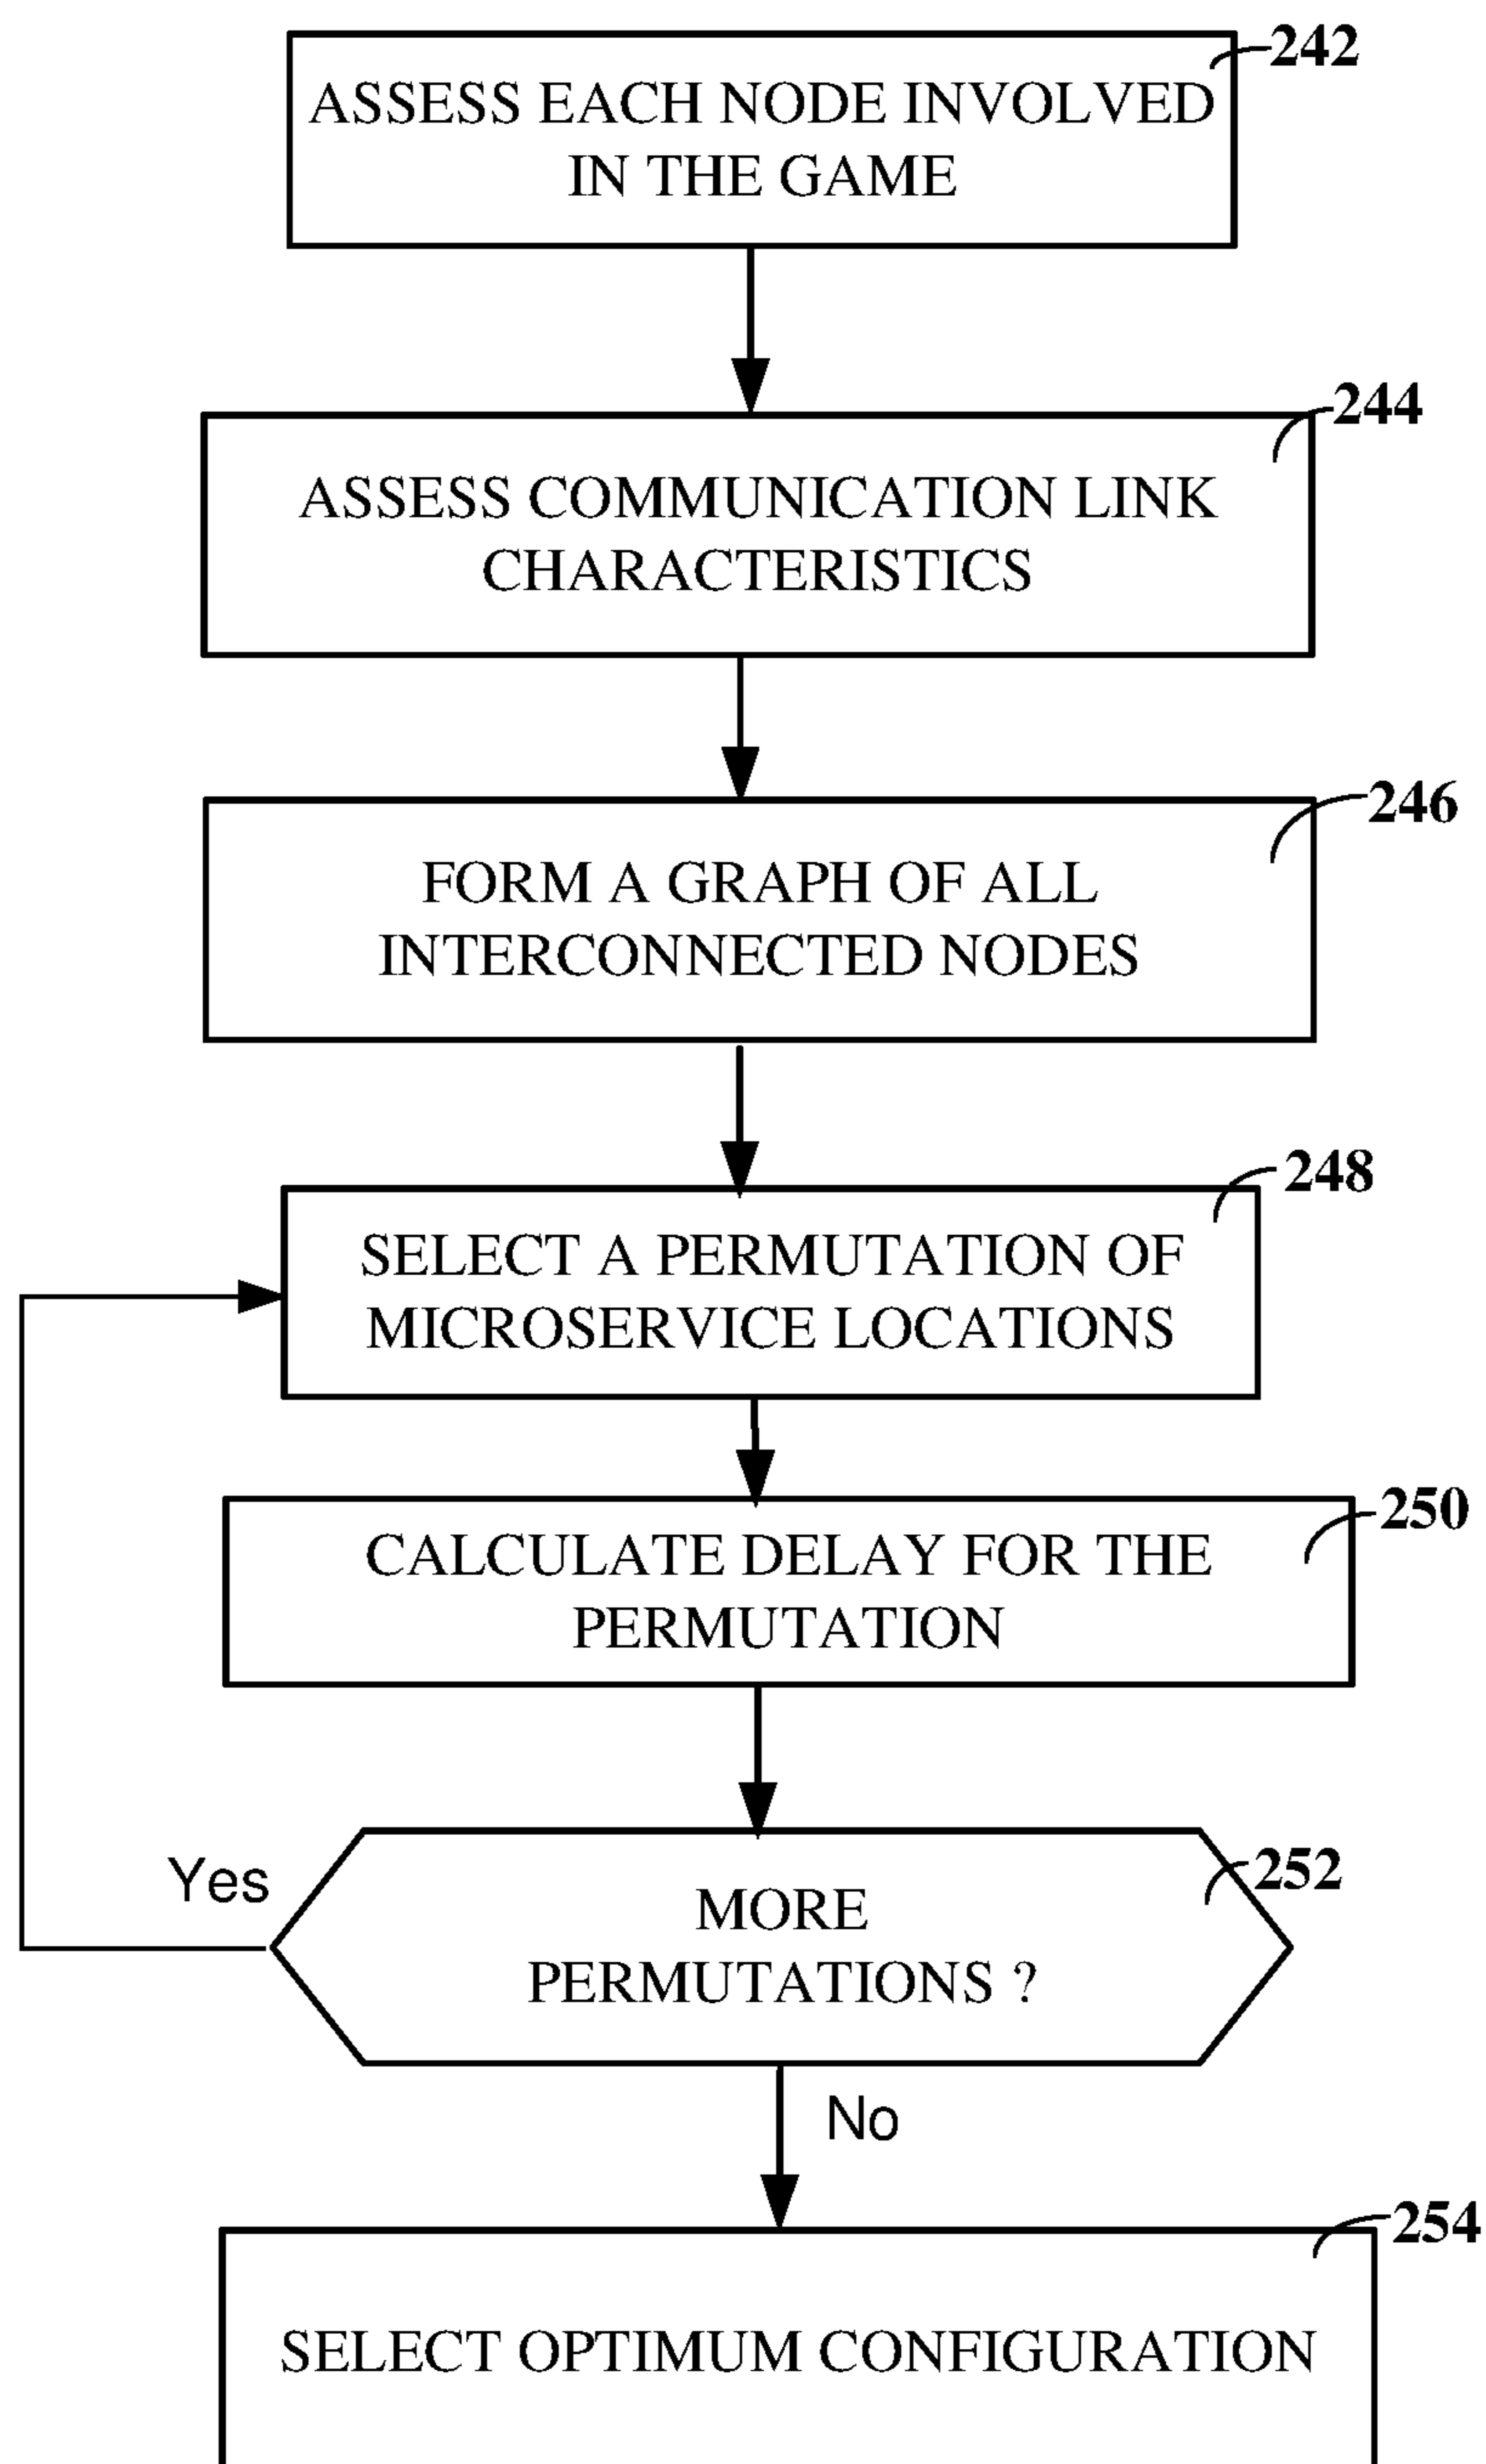 242
ASSESS EACH NODE INVOLVED
IN THE GAME
244
ASSESS COMMUNICATION LINK
CHARACTERISTICS
246
FORM A GRAPH OF ALL
INTERCONNECTED NODES
248
SELECT A PERMUTATION OF
MICROSERVICE LOCATIONS
250
CALCULATE DELAY FOR THE
PERMUTATION
252
Yes
MORE
PERMUTATIONS ?
No
254
SELECT OPTIMUM CONFIGURATION